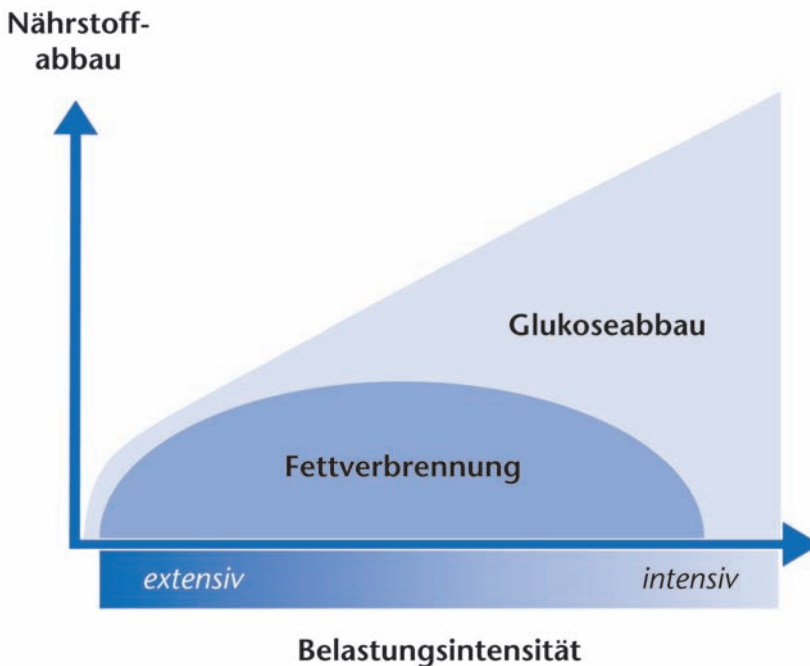 Nährstoff-
abbau
Glukoseabbau
Fettverbrennung
extensiv
intensiv
Belastungsintensität